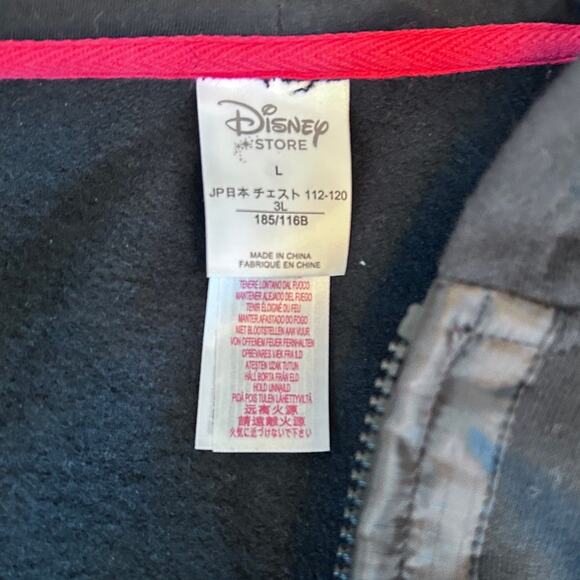 Disney
STORE
L
JP日本 チェスト 112-120
3L
185/116B
MADE IN CHINA
FABRIQUÉ EN CHINE
TENERE LONTANO DAL FUOCO
MANTENER ALEJADO DEL FUEGO
TENIR ÉLOIGNÉ DU FEU
MANTER AFASTADO DO FOGO
NIET BLOOTSTELLEN AAN VUUR,
VON OFFENEM FEUER FERNHALTEN
OPBEVARES VÆK FRA ILD
ATEŞTEN UZAK TUTUN
HÅLL BORTA FRÅN ELD
HOLD UNNAILD
PIDÄ POIS TULEN LÄHETTYVILTÄ
远离火源
請遠離火源
火気に近づけないで下さい